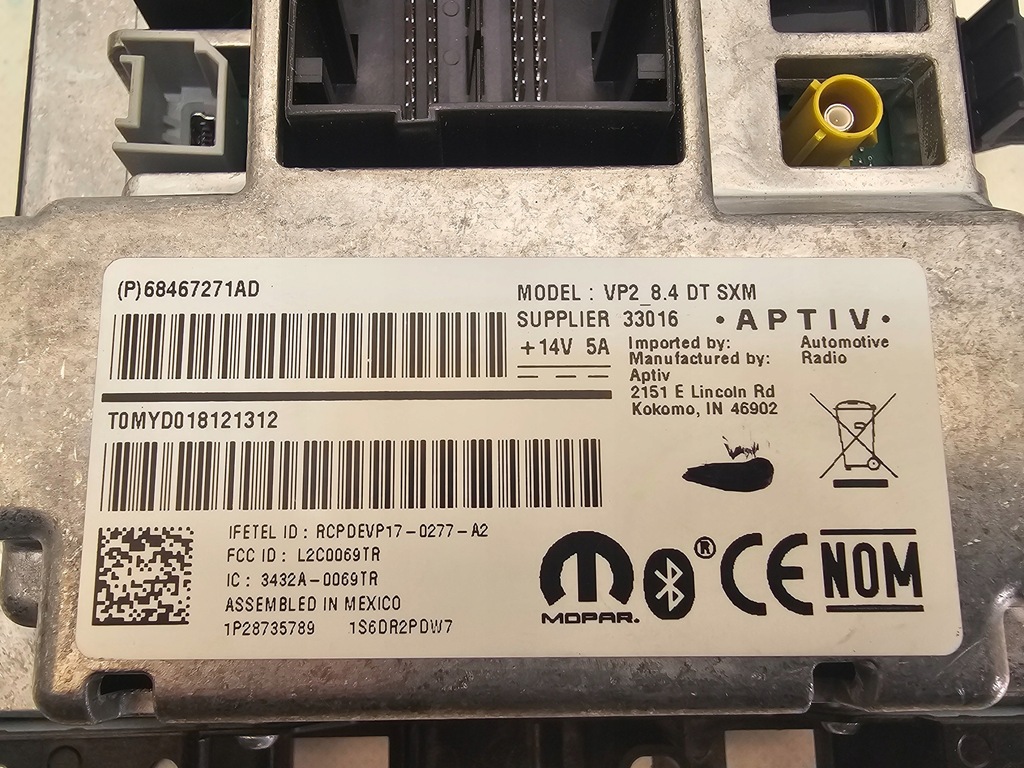 (P)68467271AD
MODEL : VP2_8.4 DT SXM
SUPPLIER 33016
• APTIV •
+14V 5A
Imported by:
Manufactured by:
Aptiv
2151 E Lincoln Rd
Kokomo, IN 46902
Automotive
Radio
T0MYD018121312
IFETEL ID : RCPDEVP17-0277-A2
FCC ID : L2C0069TR
IC : 3432A-0069TR
ASSEMBLED IN MEXICO
1P28735789 1S6DR2PDW7
MOPAR.
®
CE
NOM